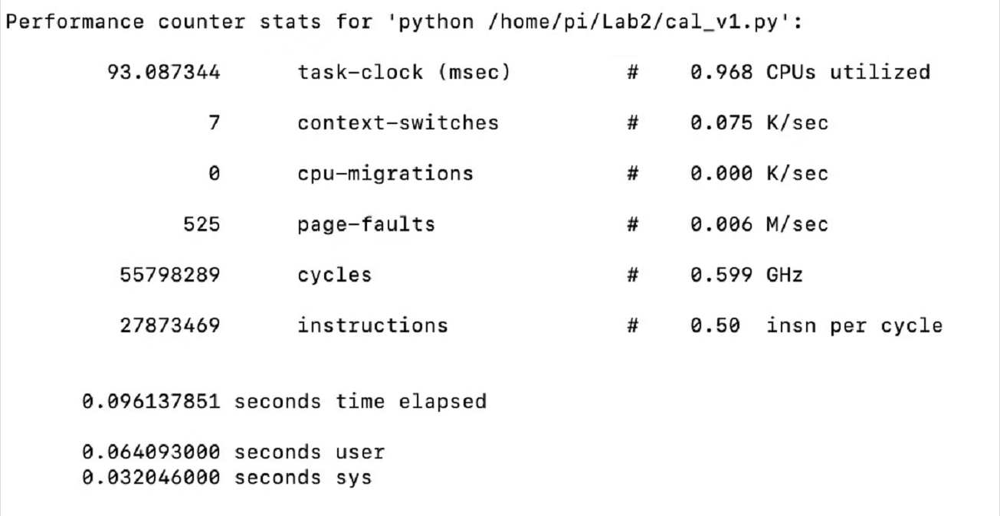 Performance counter stats for 'python /home/pi/Lab2/cal_v1.py':
93.087344 task-clock (msec) # 0.968 CPUs utilized
7 context-switches # 0.075 K/sec
0 cpu-migrations # 0.000 K/sec
525 page-faults # 0.006 M/sec
55798289 cycles # 0.599 GHz
27873469 instructions # 0.50 insn per cycle
0.096137851 seconds time elapsed
0.064093000 seconds user
0.032046000 seconds sys